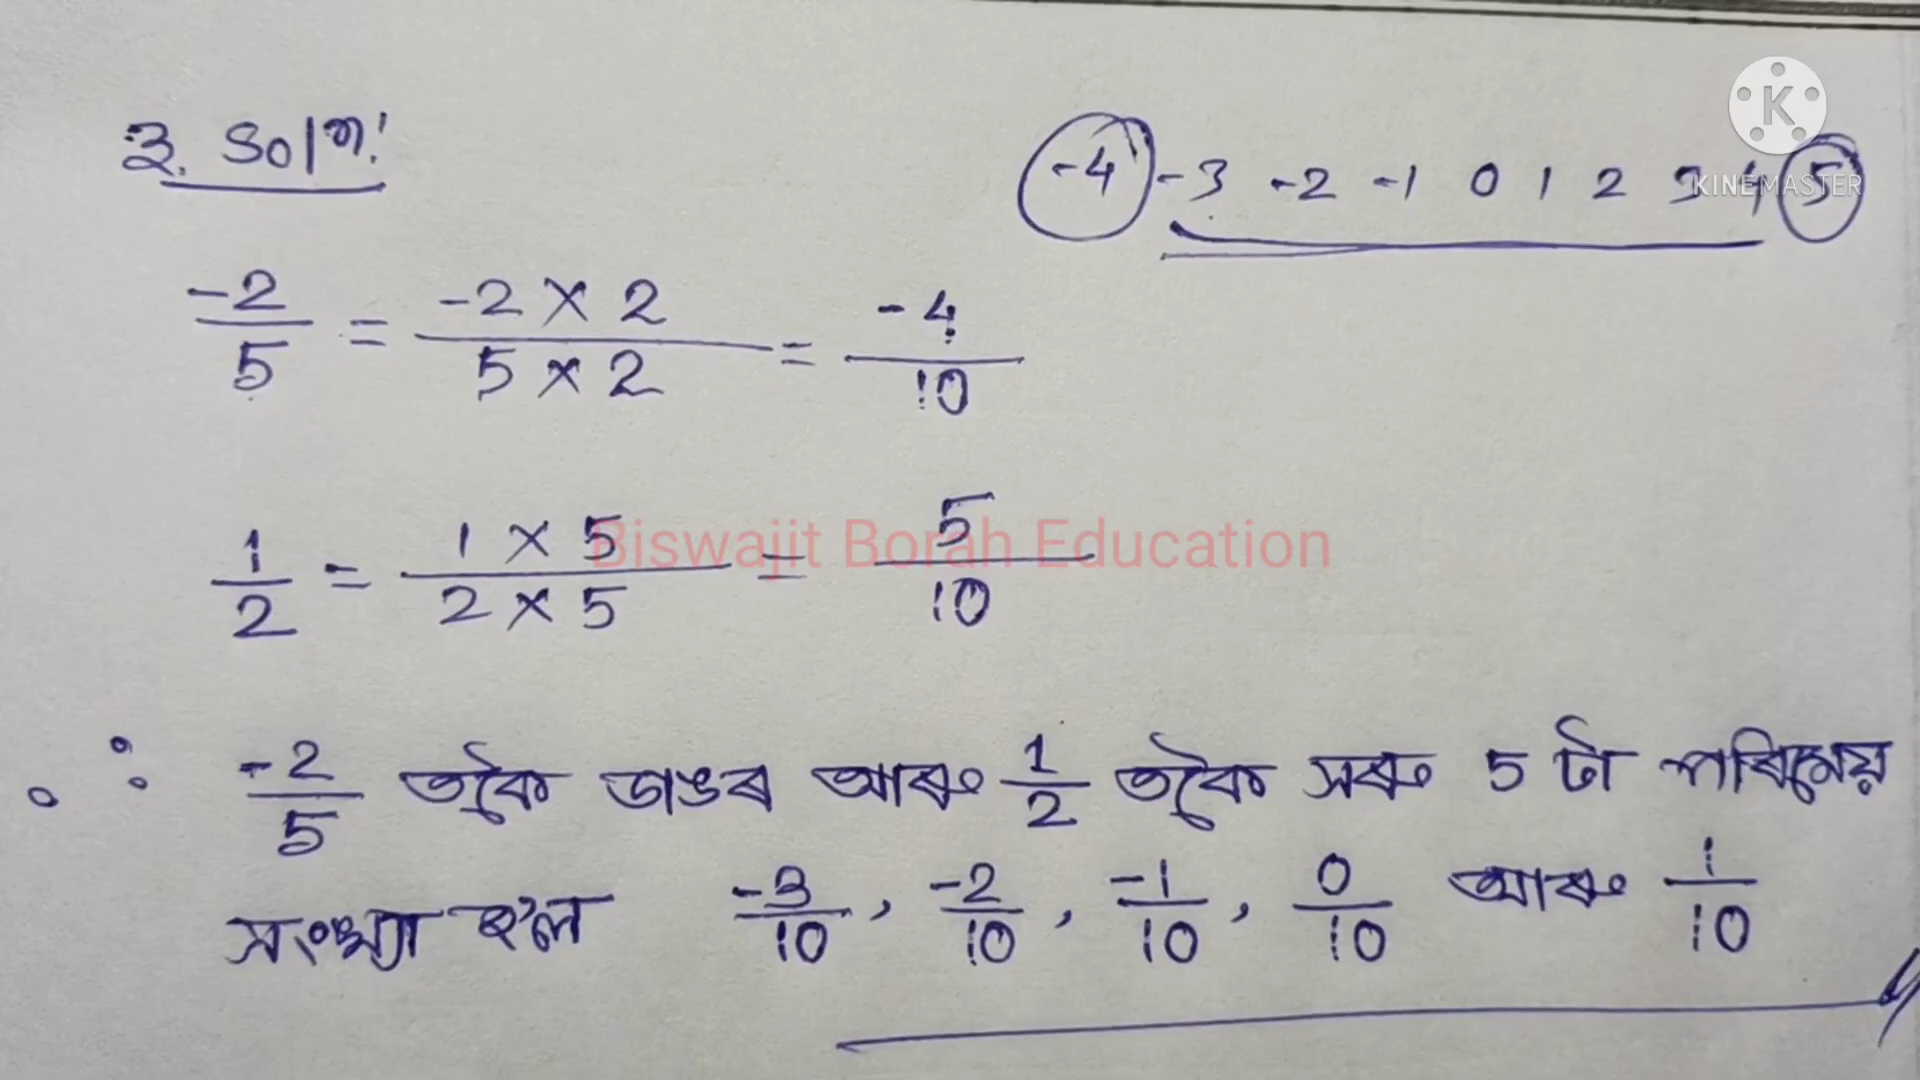 3. Solⁿ:
-4 -3 -2 -1 0 1 2 3 4 5
KINEMASTER
-2/5 = -2 × 2 / 5 × 2 = -4/10
1/2 = 1 × 5 / 2 × 5 = 5/10
Biswajit Borah Education
∴ -2/5 তকৈ ডাঙৰ আৰু 1/2 তকৈ সৰু 5 টা পৰিমেয়
সংখ্যা হ'ল -3/10, -2/10, -1/10, 0/10 আৰু 1/10